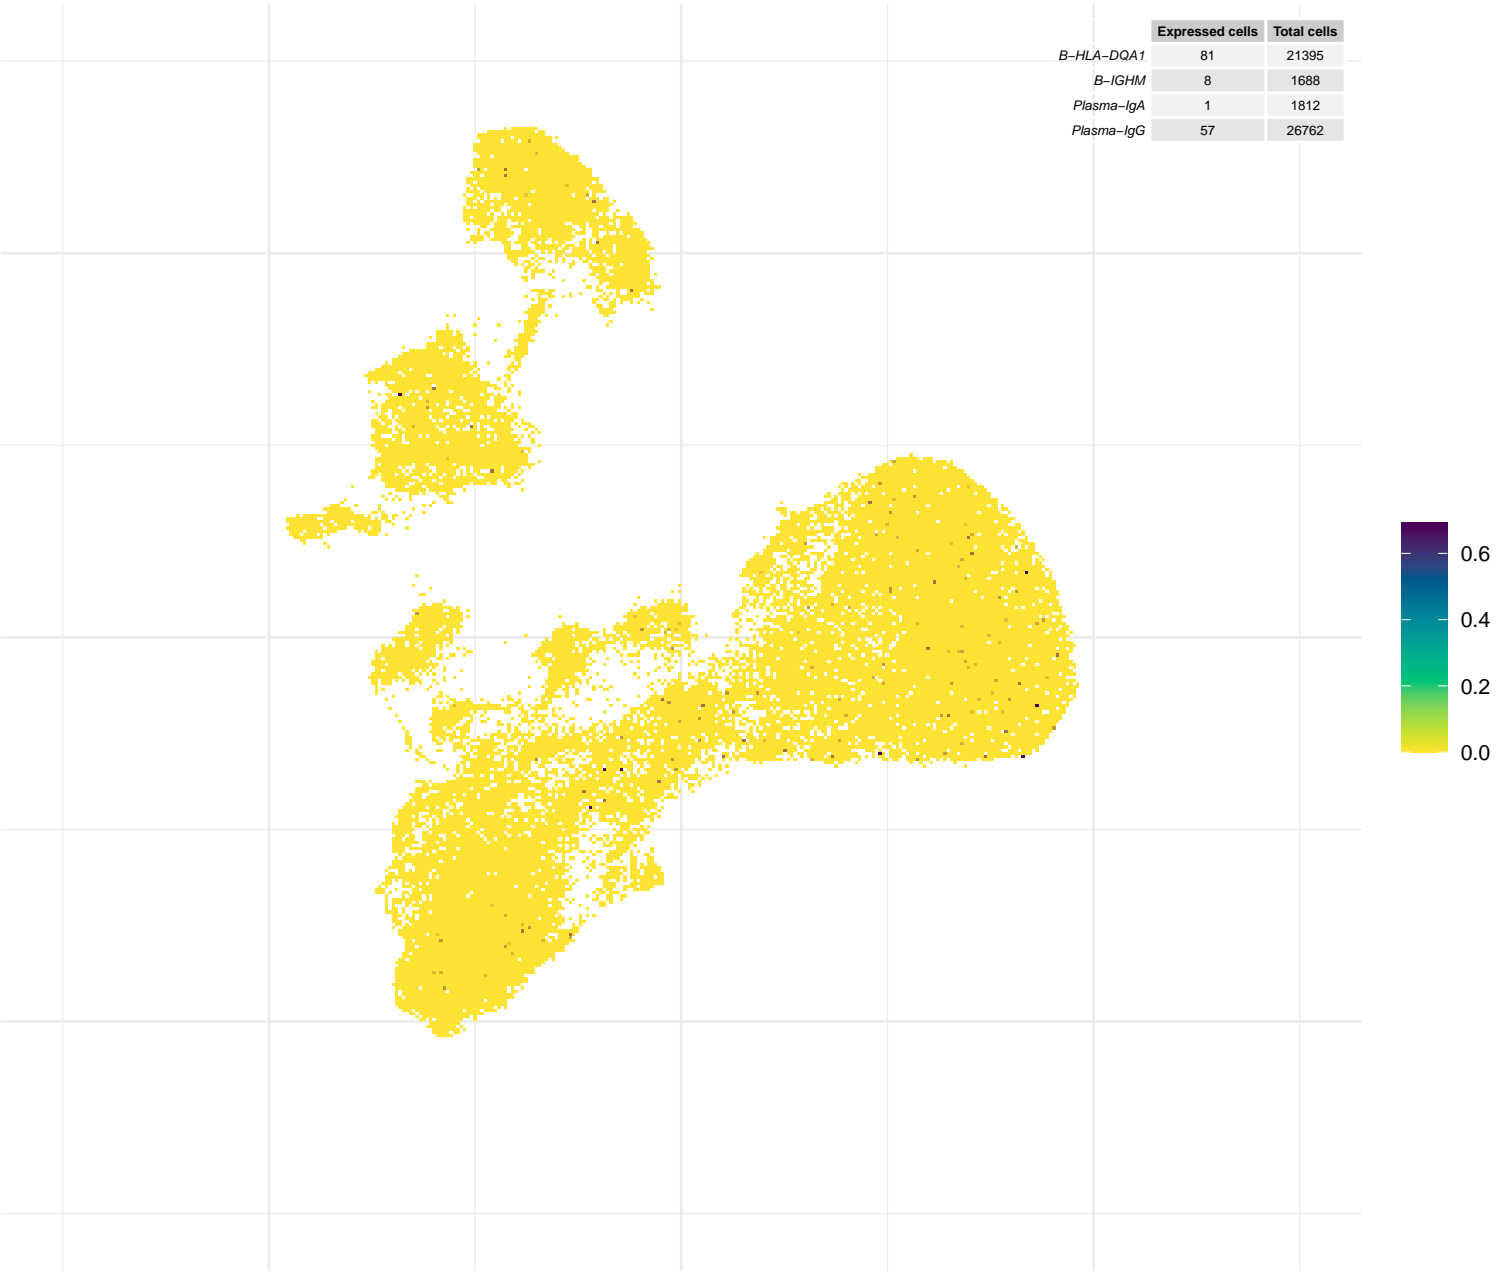 Expressed cells Total cells
B−HLA−DQA1 81 21395
B−IGHM 8 1688
Plasma−IgA 1 1812
Plasma−IgG 57 26762
0.6
0.4
0.2
0.0